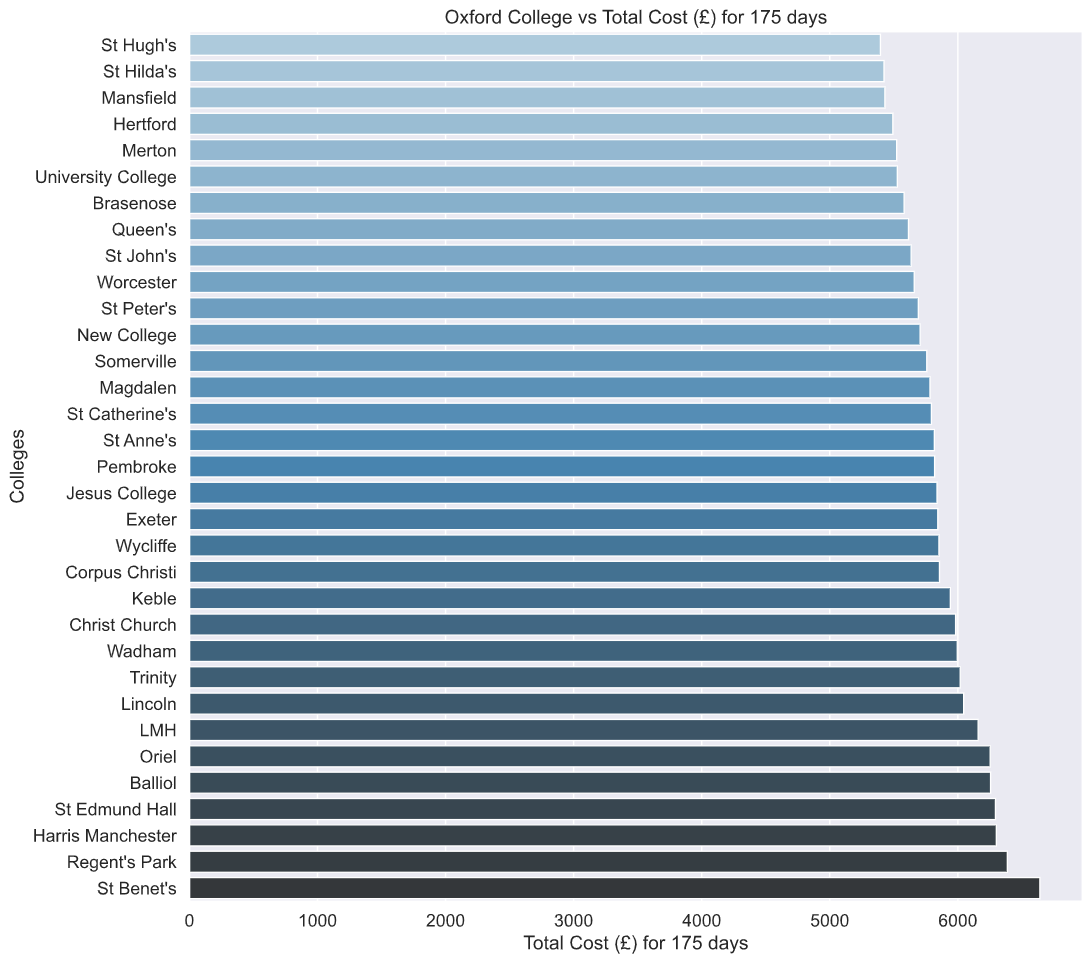 Oxford College vs Total Cost (£) for 175 days
St Hugh's
St Hilda's
Mansfield
Hertford
Merton
University College
Brasenose
Queen's
St John's
Worcester
St Peter's
New College
Somerville
Magdalen
St Catherine's
St Anne's
Pembroke
Jesus College
Exeter
Wycliffe
Corpus Christi
Keble
Christ Church
Wadham
Trinity
Lincoln
LMH
Oriel
Balliol
St Edmund Hall
Harris Manchester
Regent's Park
St Benet's
Colleges
0 1000 2000 3000 4000 5000 6000
Total Cost (£) for 175 days